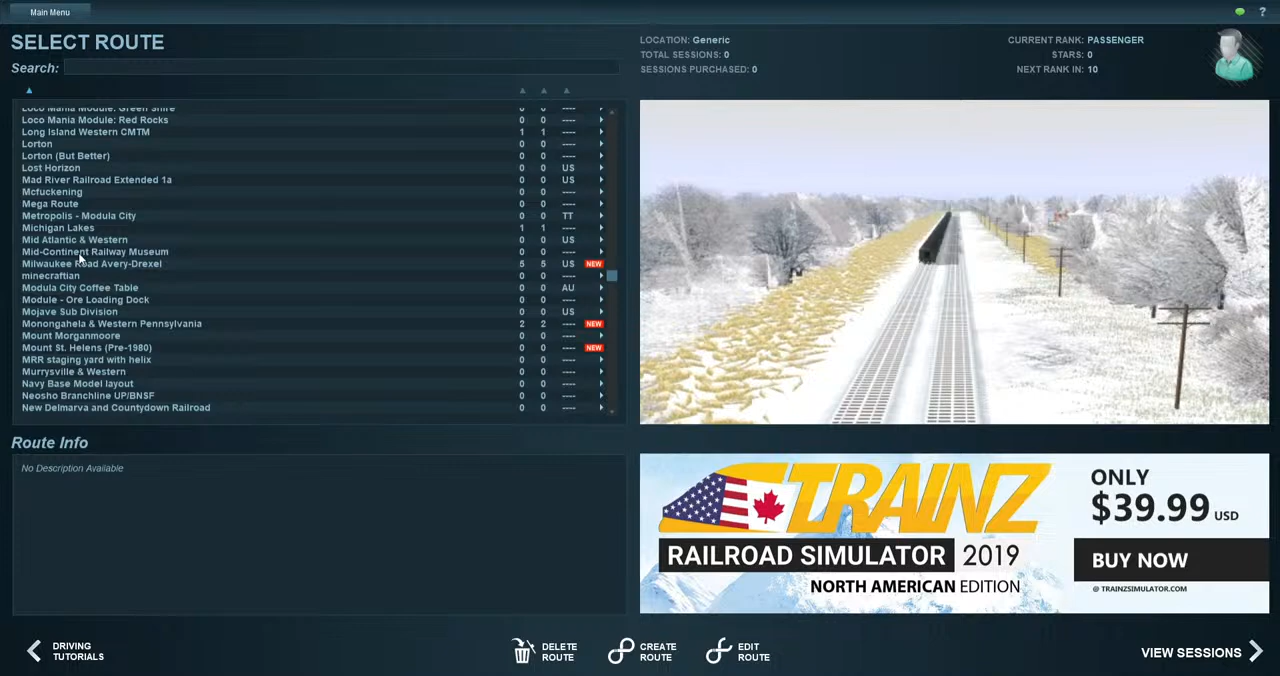 Main Menu
?
SELECT ROUTE
Search:
LOCATION: Generic
TOTAL SESSIONS: 0
SESSIONS PURCHASED: 0
CURRENT RANK: PASSENGER
STARS: 0
NEXT RANK IN: 10
Loco Mania Module: Green Shire 0 0 ----
Loco Mania Module: Red Rocks 0 0 ----
Long Island Western CMTM 1 1 ----
Lorton 0 0 ----
Lorton (But Better) 0 0 ----
Lost Horizon 0 0 US
Mad River Railroad Extended 1a 0 0 US
Mcfuckening 0 0 ----
Mega Route 0 0 ----
Metropolis - Modula City 0 0 TT
Michigan Lakes 1 1 ----
Mid Atlantic & Western 0 0 US
Mid-Continent Railway Museum 0 0 ----
Milwaukee Road Avery-Drexel 5 5 US NEW
minecraftian 0 0 ----
Modula City Coffee Table 0 0 AU
Module - Ore Loading Dock 0 0 ----
Mojave Sub Division 0 0 US
Monongahela & Western Pennsylvania 2 2 ---- NEW
Mount Morganmoore 0 0 ----
Mount St. Helens (Pre-1980) 0 0 ---- NEW
MRR staging yard with helix 0 0 ----
Murrysville & Western 0 0 ----
Navy Base Model layout 0 0 ----
Neosho Branchline UP/BNSF 0 0 ----
New Delmarva and Countydown Railroad 0 0 ----
Route Info
No Description Available
TRAINZ
RAILROAD SIMULATOR 2019
NORTH AMERICAN EDITION
ONLY
$39.99 USD
BUY NOW
@ TRAINZSIMULATOR.COM
DRIVING
TUTORIALS
DELETE
ROUTE
CREATE
ROUTE
EDIT
ROUTE
VIEW SESSIONS